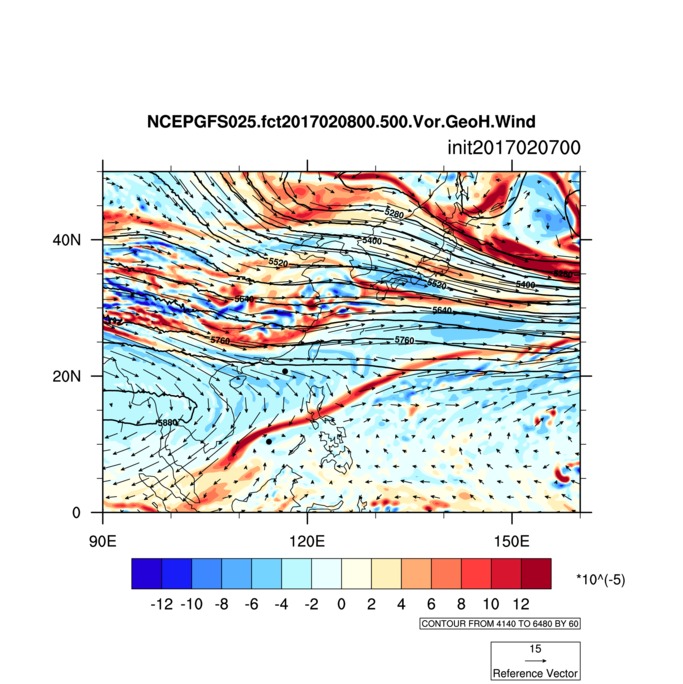 NCEPGFS025.fct2017020800.500.Vor.GeoH.Wind
init2017020700
5280
5400
40N
5520
5400
5520
5640
5640
5760
5760
20N
5880
0
90E 120E 150E
-12 -10 -8 -6 -4 -2 0 2 4 6 8 10 12
*10^(-5)
CONTOUR FROM 4140 TO 6480 BY 60
15
Reference Vector